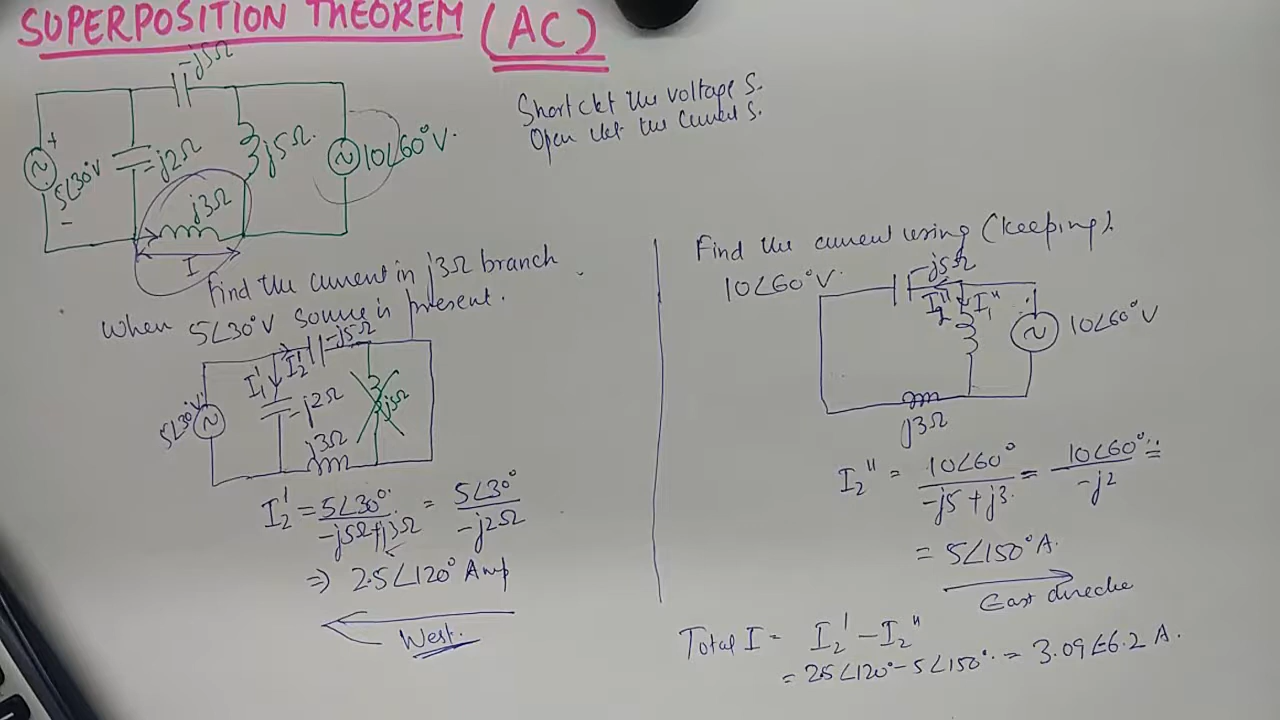 SUPERPOSITION THEOREM (AC)
-j5Ω
5∠30°V
+
-
-j2Ω
j5Ω.
10∠60°V.
j3Ω
I
Short ckt the voltage S.
Open ckt the Current S.
find the current in j3Ω branch
when 5∠30°V source is present.
-j5Ω
I₁' I₂'
5∠30°V
-j2Ω
j5Ω
j3Ω
I₂' = 5∠30° / -j5Ω+j3Ω = 5∠30° / -j2Ω
⇒ 2.5∠120° Amp
West.
Find the current using (keeping).
10∠60°V.
-j5Ω
I₂'' I₁''
10∠60°V
j3Ω
I₂'' = 10∠60° / -j5+j3. = 10∠60° / -j2 =
= 5∠150° A.
East directio
Total I = I₂' - I₂''
= 2.5∠120° - 5∠150° = 3.09∠-6.2 A.